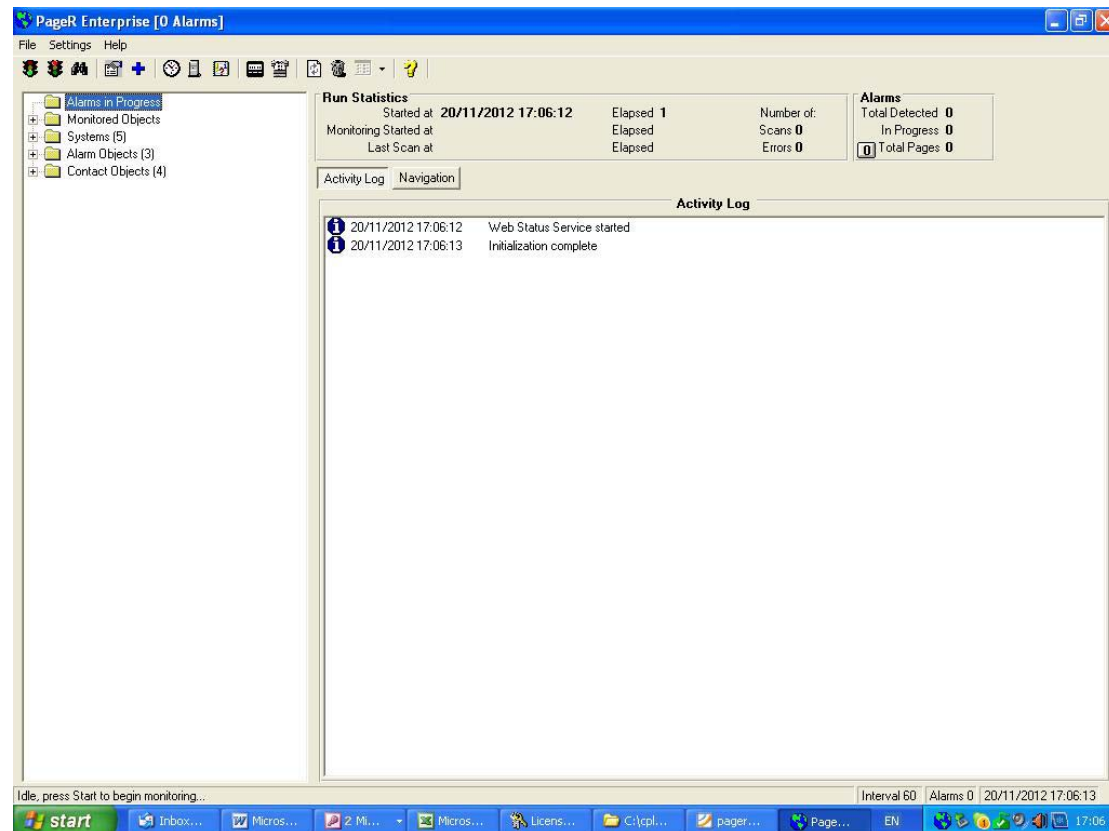 PageR Enterprise [0 Alarms]
File Settings Help
Alarms in Progress
Monitored Objects
Systems (5)
Alarm Objects (3)
Contact Objects (4)
Run Statistics
Started at 20/11/2012 17:06:12 Elapsed 1 Number of:
Monitoring Started at Elapsed Scans 0
Last Scan at Elapsed Errors 0
Alarms
Total Detected 0
In Progress 0
0 Total Pages 0
Activity Log Navigation
Activity Log
20/11/2012 17:06:12 Web Status Service started
20/11/2012 17:06:13 Initialization complete
Idle, press Start to begin monitoring... Interval 60 Alarms 0 20/11/2012 17:06:13
start Inbox... Micros... 2 Mi... Micros... Licens... C:\cpl... pager... Page... EN 17:06